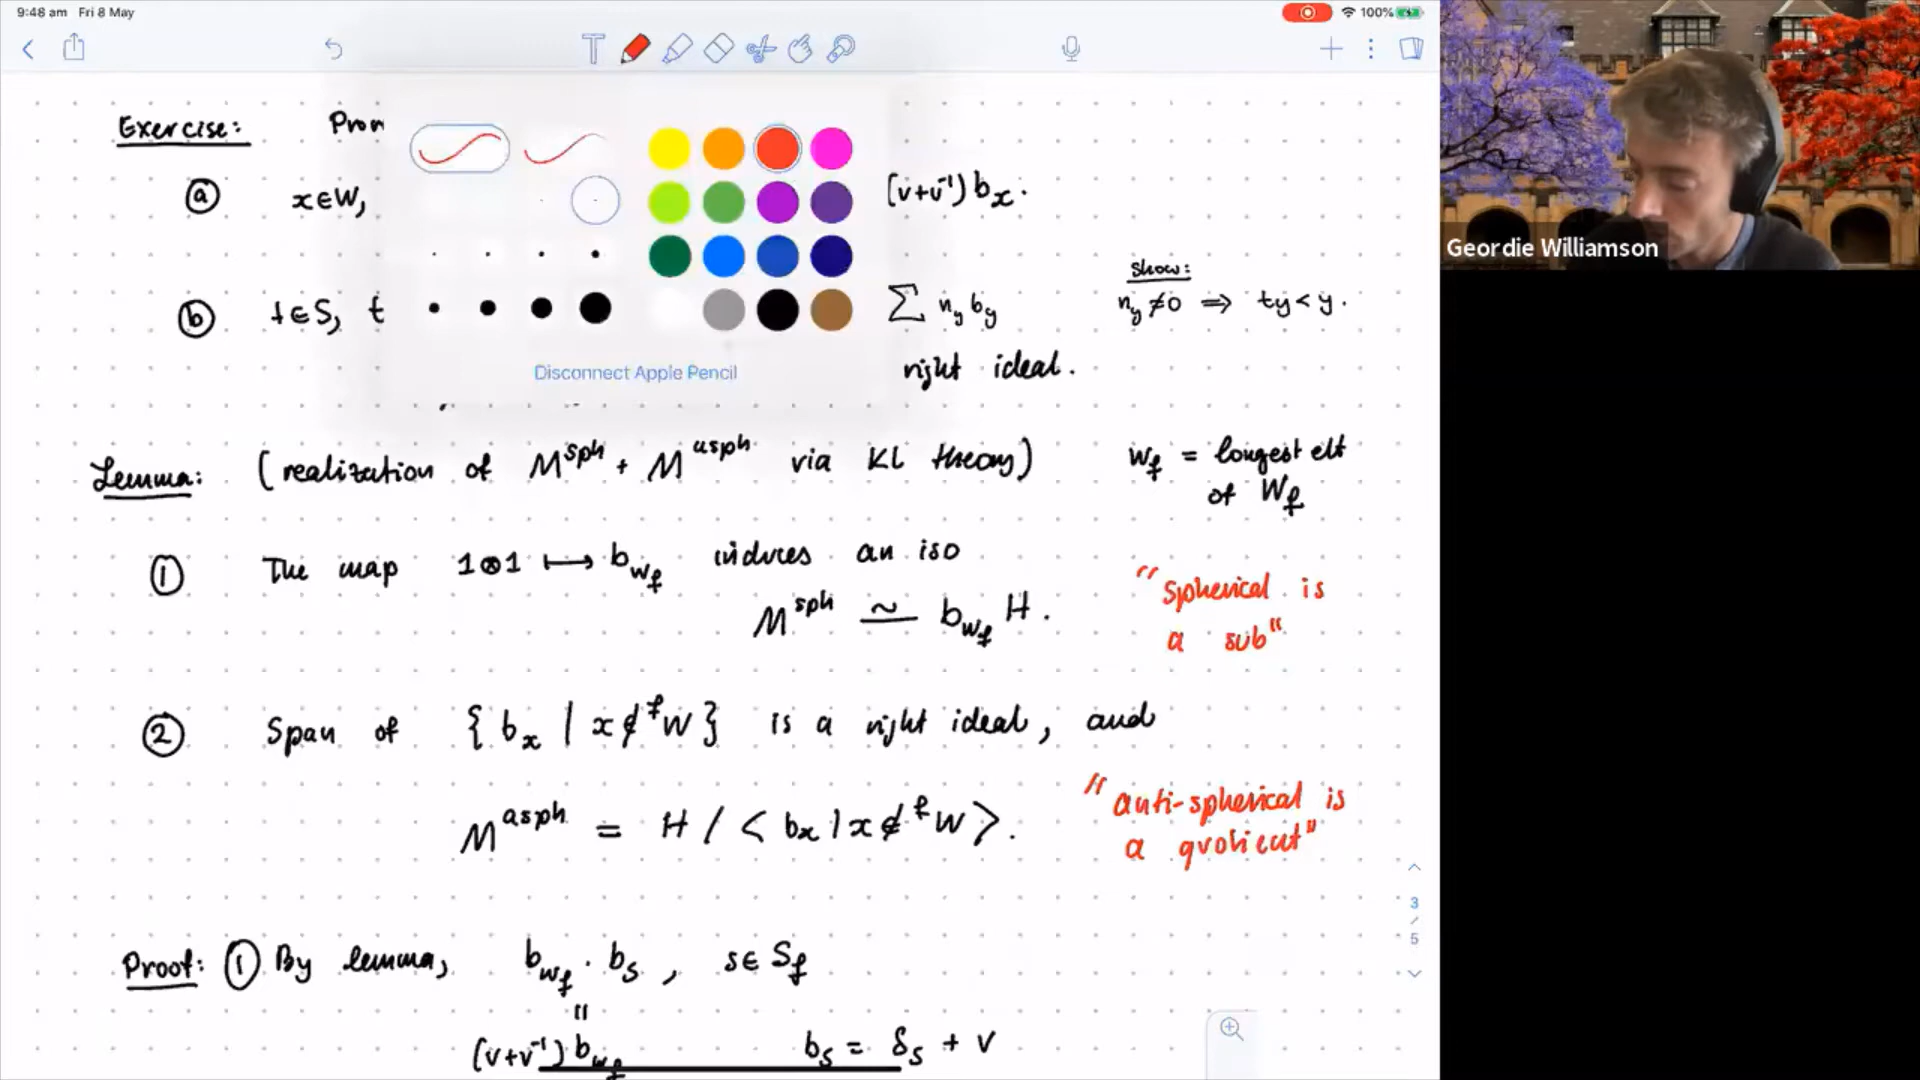 9:48 am Fri 8 May
100%
Exercise:
ⓐ x∈W, (v+v⁻¹) bₓ.
Show:
ⓑ t∈S, t ∑ n_y b_y n_y ≠ 0 ⇒ ty < y.
right ideal.
Disconnect Apple Pencil
Lemma: (realization of M^sph + M^asph via KL theory) w_f = longest elt
of W_f
① The map 1⊗1 ↦ b_{w_f} induces an iso
M^sph ≃ b_{w_f} H.
"Spherical is
a sub"
② Span of { b_x | x ∉ ^fW } is a right ideal, and
M^asph = H / < b_x | x ∉ ^fW >.
"anti-spherical is
a quotient"
Proof: ① By lemma, b_{w_f} · b_s, s ∈ S_f
=
(v+v⁻¹) b_{w_f} b_s = δ_s + v
3
/
5
Geordie Williamson